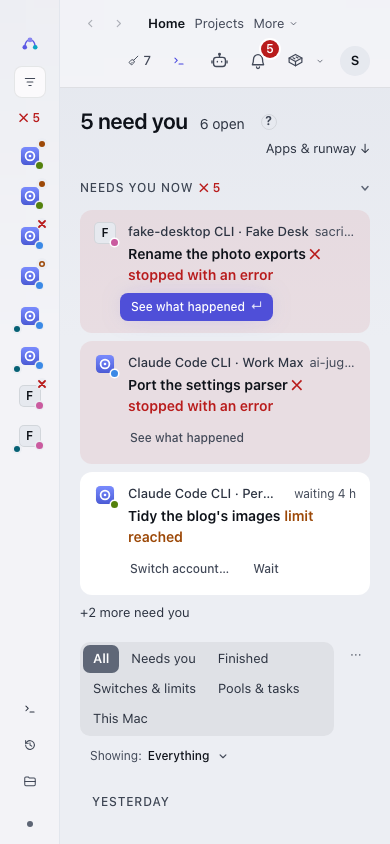 Home Projects More
7
5
S
5
5 need you 6 open ?
Apps & runway ↓
NEEDS YOU NOW ✕ 5
F
fake-desktop CLI · Fake Desk sacri…
Rename the photo exports ✕
stopped with an error
See what happened ↵
Claude Code CLI · Work Max ai-jug…
Port the settings parser ✕
stopped with an error
See what happened
Claude Code CLI · Per… waiting 4 h
Tidy the blog's images limit
reached
Switch account… Wait
F
F
+2 more need you
All Needs you Finished
Switches & limits Pools & tasks
This Mac
Showing: Everything
YESTERDAY